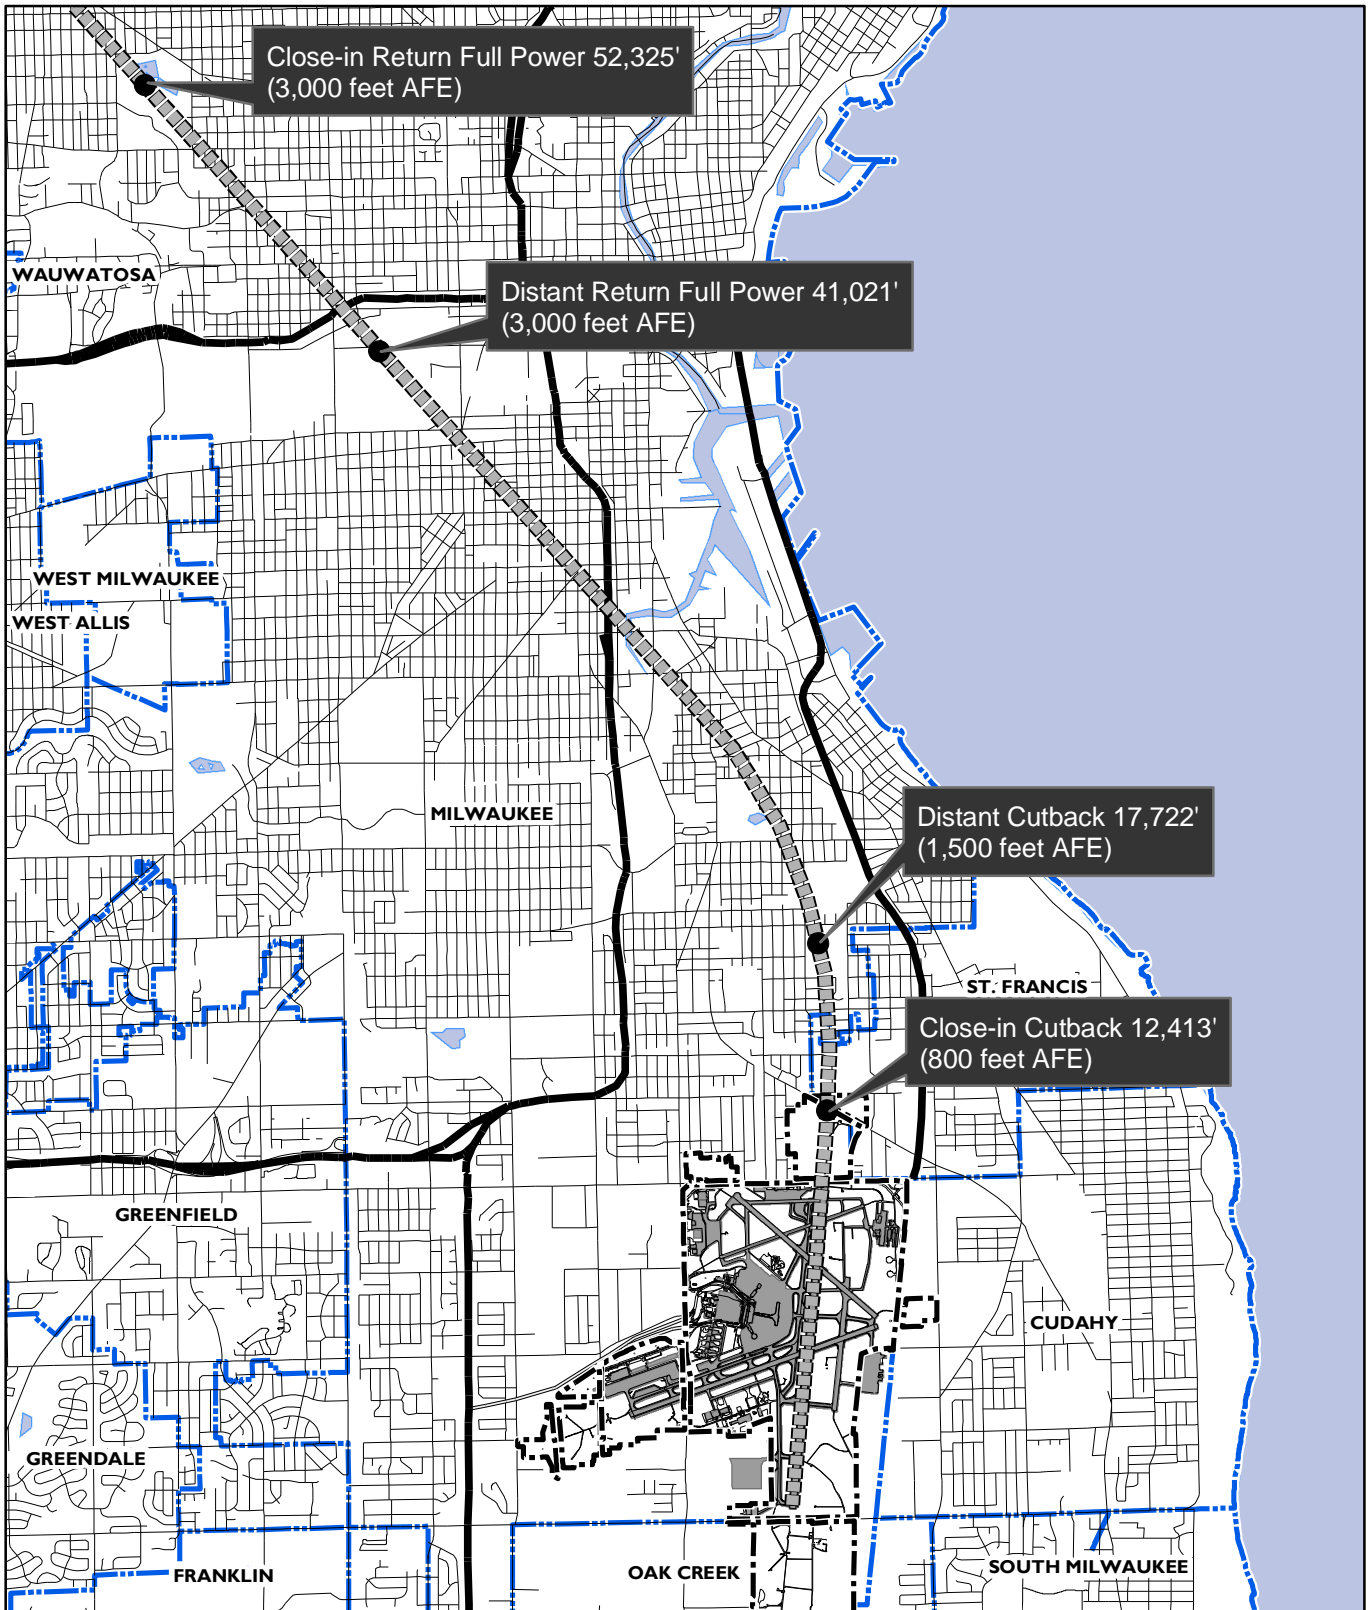 Close-in Return Full Power 52,325'
(3,000 feet AFE)
WAUWATOSA
Distant Return Full Power 41,021'
(3,000 feet AFE)
WEST MILWAUKEE
WEST ALLIS
MILWAUKEE
Distant Cutback 17,722'
(1,500 feet AFE)
ST. FRANCIS
Close-in Cutback 12,413'
(800 feet AFE)
GREENFIELD
CUDAHY
GREENDALE
FRANKLIN
OAK CREEK
SOUTH MILWAUKEE